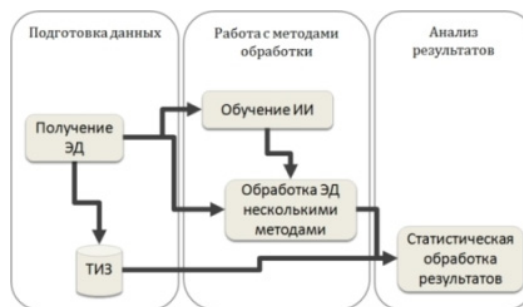 Подготовка данных
Работа с методами
обработки
Анализ
результатов
Получение
ЭД
Обучение ИИ
Обработка ЭД
несколькими
методами
ТИЗ
Статистическая
обработка
результатов